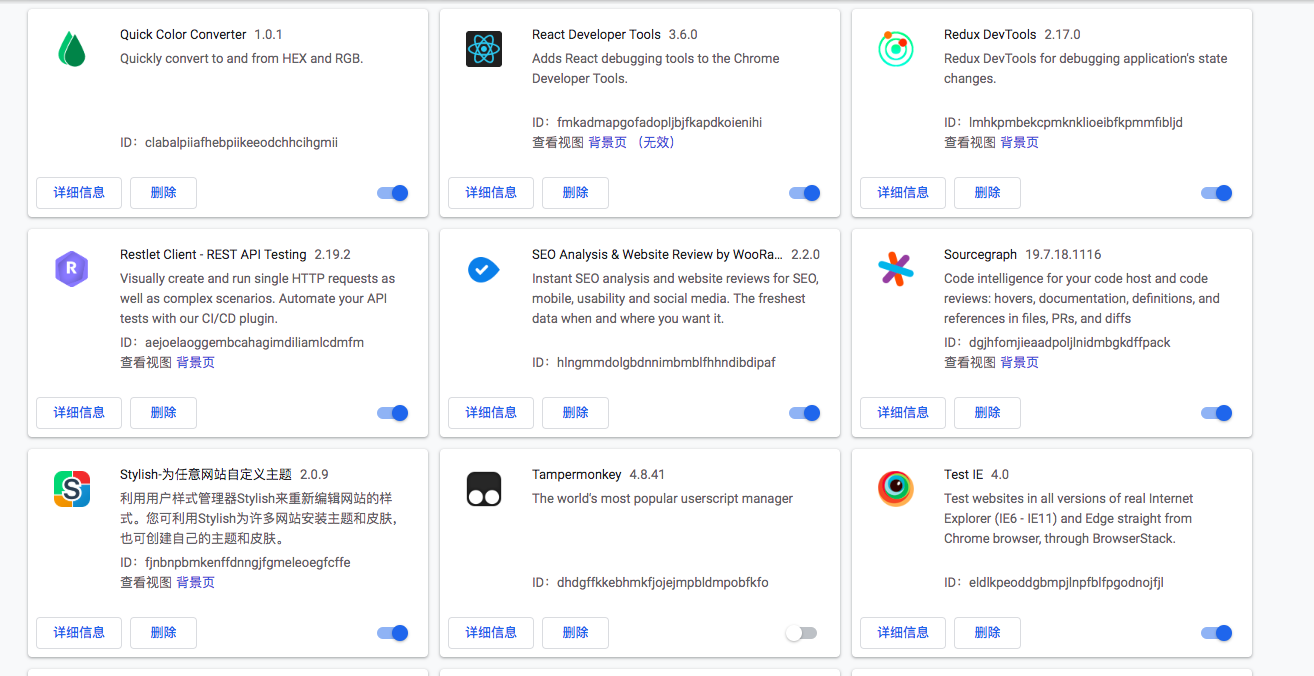 Quick Color Converter 1.0.1
Quickly convert to and from HEX and RGB.
ID：clabalpiiafhebpiikeeodchhcihgmii
详细信息 删除
React Developer Tools 3.6.0
Adds React debugging tools to the Chrome
Developer Tools.
ID：fmkadmapgofadopljbjfkapdkoienihi
查看视图 背景页 （无效）
详细信息 删除
Redux DevTools 2.17.0
Redux DevTools for debugging application's state
changes.
ID：lmhkpmbekcpmknklioeibfkpmmfibljd
查看视图 背景页
详细信息 删除
R
Restlet Client - REST API Testing 2.19.2
Visually create and run single HTTP requests as
well as complex scenarios. Automate your API
tests with our CI/CD plugin.
ID：aejoelaoggembcahagimdiliamlcdmfm
查看视图 背景页
详细信息 删除
SEO Analysis & Website Review by WooRa... 2.2.0
Instant SEO analysis and website reviews for SEO,
mobile, usability and social media. The freshest
data when and where you want it.
ID：hlngmmdolgbdnnimbmblfhhndibdipaf
详细信息 删除
Sourcegraph 19.7.18.1116
Code intelligence for your code host and code
reviews: hovers, documentation, definitions, and
references in files, PRs, and diffs
ID：dgjhfomjieaadpoljlnidmbgkdffpack
查看视图 背景页
详细信息 删除
S
Stylish-为任意网站自定义主题 2.0.9
利用用户样式管理器Stylish来重新编辑网站的样
式。您可利用Stylish为许多网站安装主题和皮肤，
也可创建自己的主题和皮肤。
ID：fjnbnpbmkenffdnngjfgmeleoegfcffe
查看视图 背景页
详细信息 删除
Tampermonkey 4.8.41
The world's most popular userscript manager
ID：dhdgffkkebhmkfjojejmpbldmpobfkfo
详细信息 删除
Test IE 4.0
Test websites in all versions of real Internet
Explorer (IE6 - IE11) and Edge straight from
Chrome browser, through BrowserStack.
ID：eldlkpeoddgbmpjlnpfblfpgodnojfjl
详细信息 删除